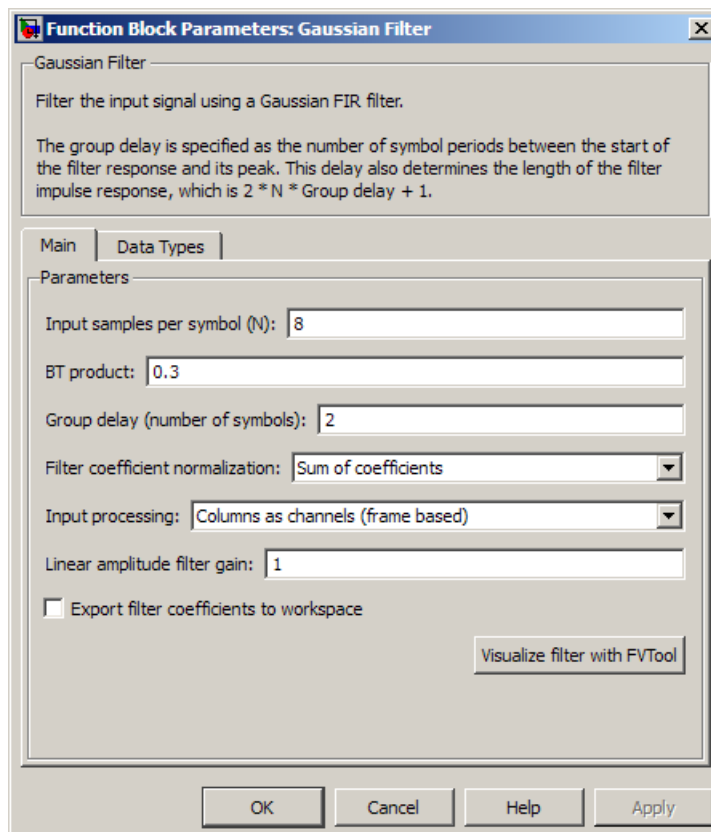 Function Block Parameters: Gaussian Filter
Gaussian Filter
Filter the input signal using a Gaussian FIR filter.
The group delay is specified as the number of symbol periods between the start of
the filter response and its peak. This delay also determines the length of the filter
impulse response, which is 2 * N * Group delay + 1.
Main Data Types
Parameters
Input samples per symbol (N): 8
BT product: 0.3
Group delay (number of symbols): 2
Filter coefficient normalization: Sum of coefficients
Input processing: Columns as channels (frame based)
Linear amplitude filter gain: 1
Export filter coefficients to workspace
Visualize filter with FVTool
OK Cancel Help Apply